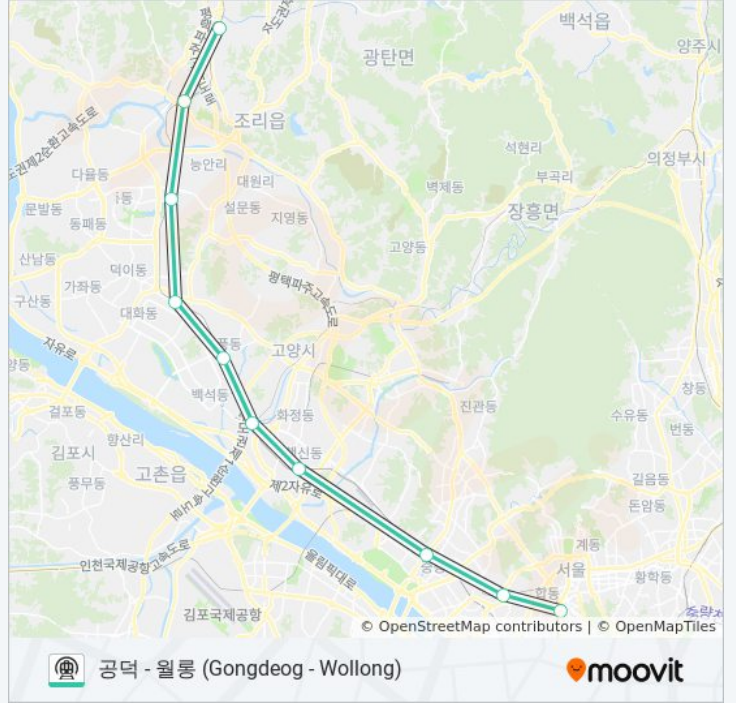 백석읍
양주시
광탄면
조리읍
석현리
의정부시
능안리
부곡리
다율동
대원리
벽제동
문발동
설문동
장흥면
동패동
지영동
고양동
산남동
덕이동
가좌동
평택파주고속도로
구산동
대화동
자유로
고양시
백석동
창동
진관동
걸포동
화정동
수유동
번동
향산리
김포시
고촌읍
풍무동
제2자유로
길음동
돈암동
계동
인천국제공항고속도로
올림픽대로
서울
황학동
김포국제공항
© OpenStreetMap contributors | © OpenMapTiles
공덕 - 월롱 (Gongdeog - Wollong)
moovit